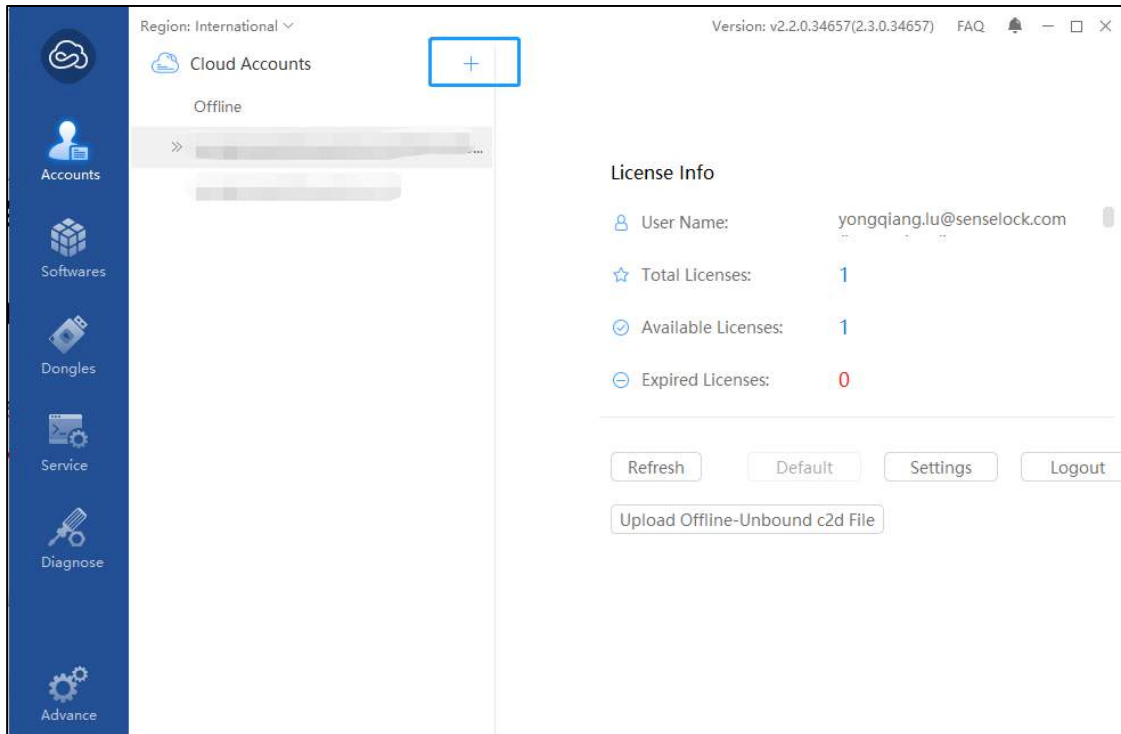 Region: International
Version: v2.2.0.34657(2.3.0.34657) FAQ
Cloud Accounts
Offline
Accounts
Softwares
Dongles
Service
Diagnose
Advance
License Info
User Name: yongqiang.lu@senselock.com
Total Licenses: 1
Available Licenses: 1
Expired Licenses: 0
Refresh Default Settings Logout
Upload Offline-Unbound c2d File